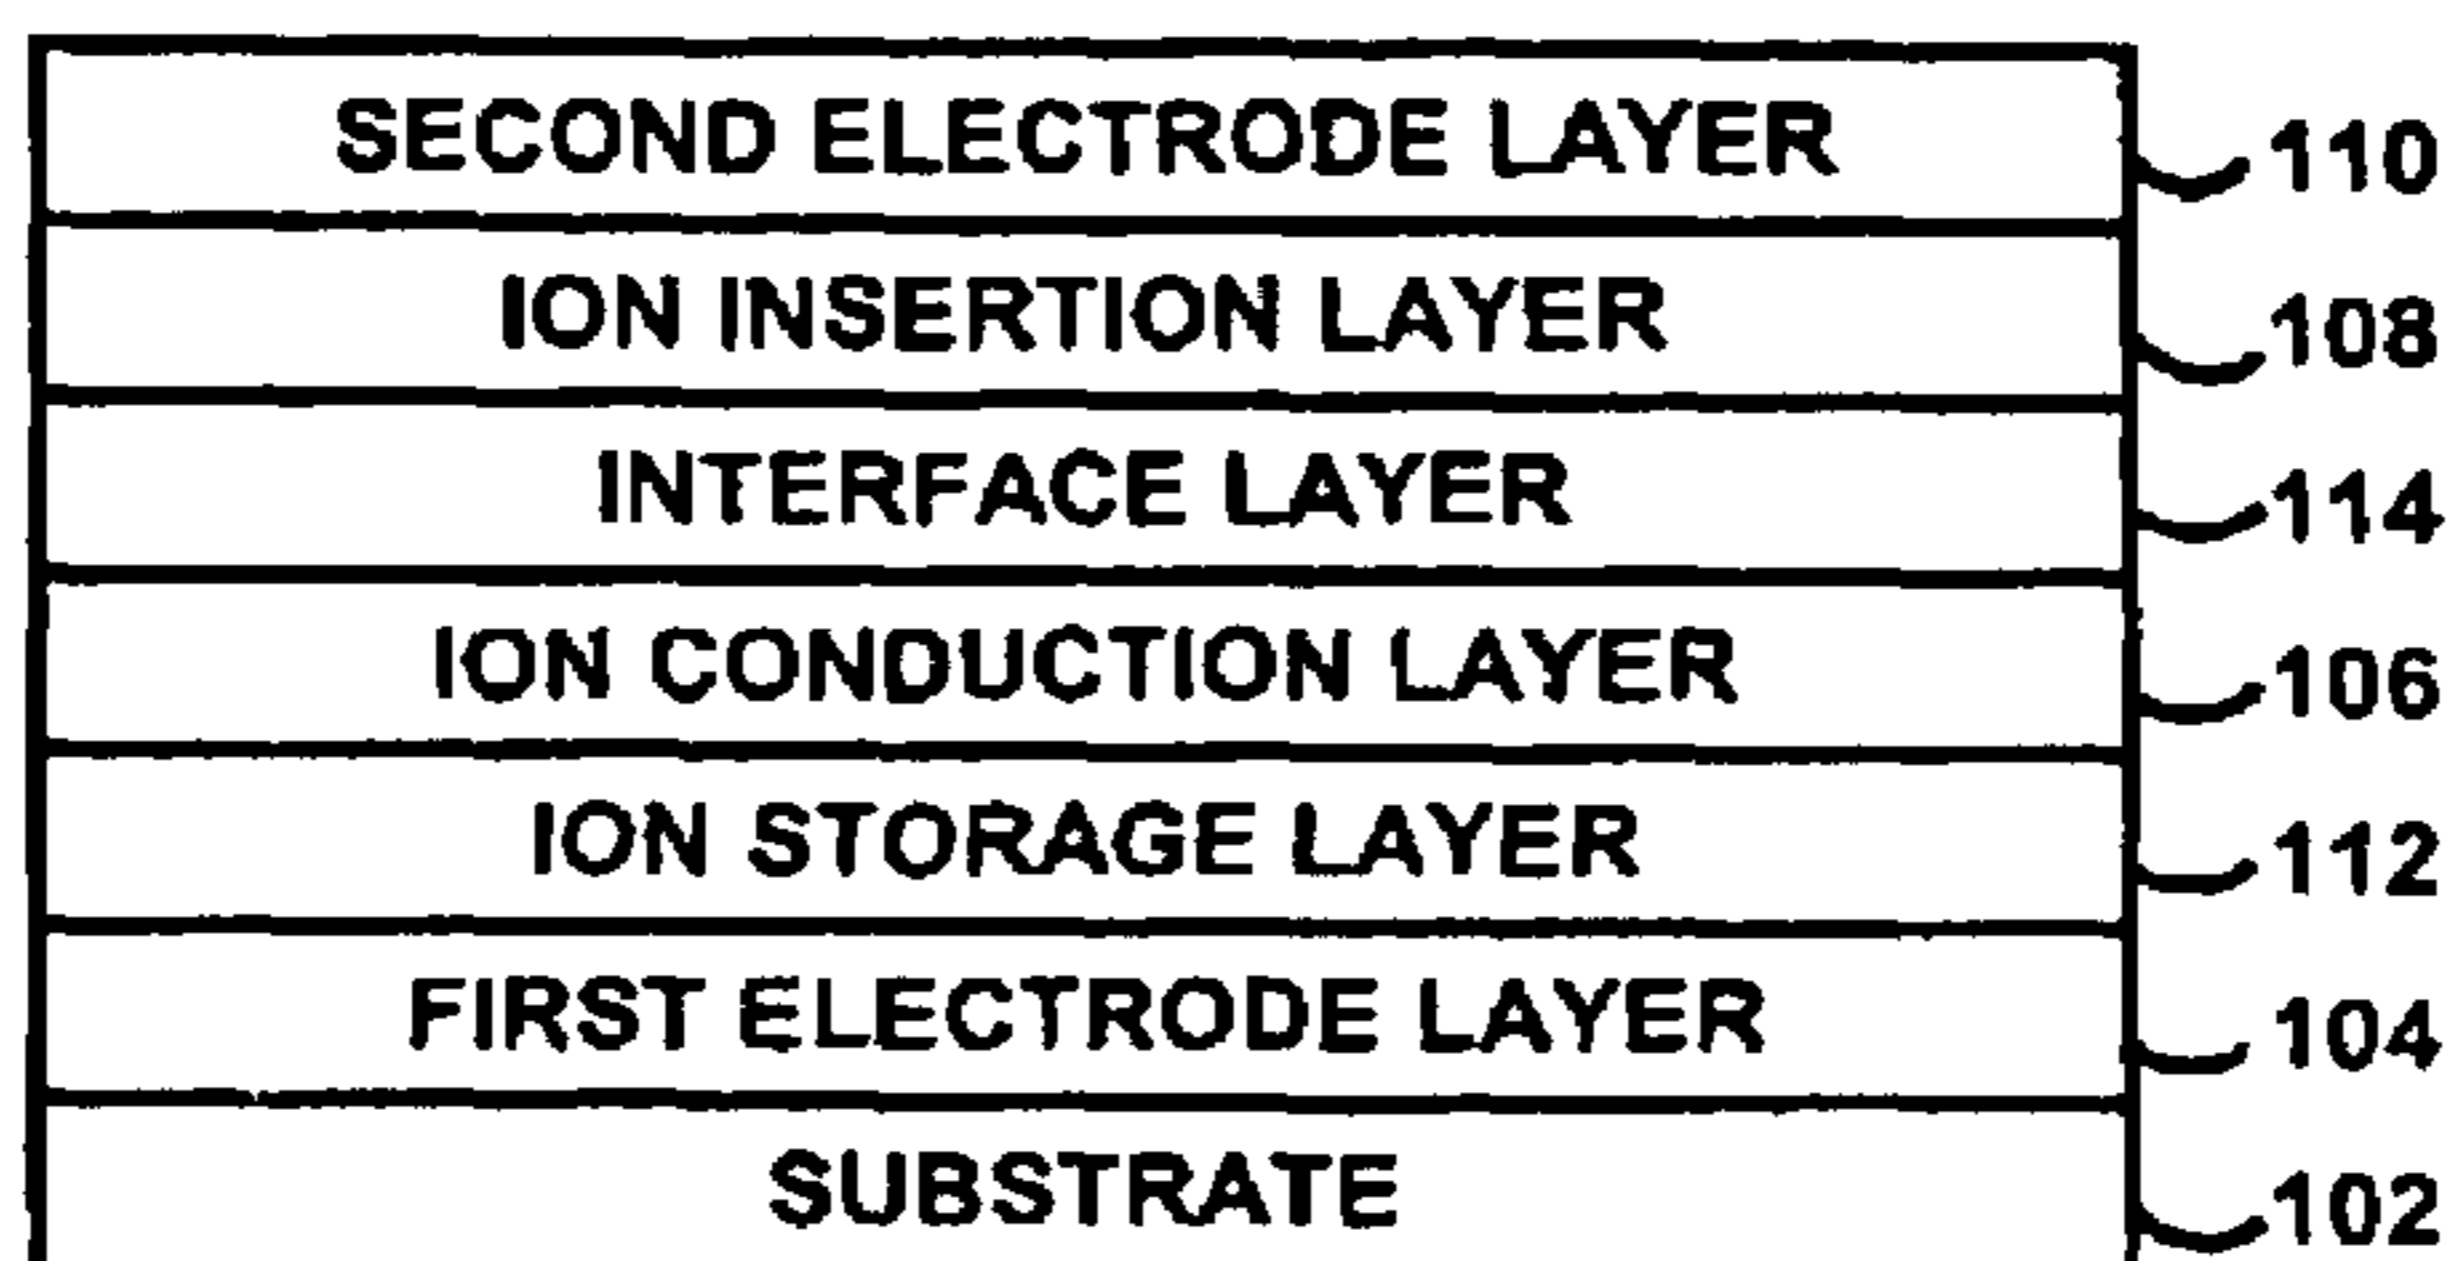 SECOND ELECTRODE LAYER 110
ION INSERTION LAYER 108
INTERFACE LAYER 114
ION CONDUCTION LAYER 106
ION STORAGE LAYER 112
FIRST ELECTRODE LAYER 104
SUBSTRATE 102